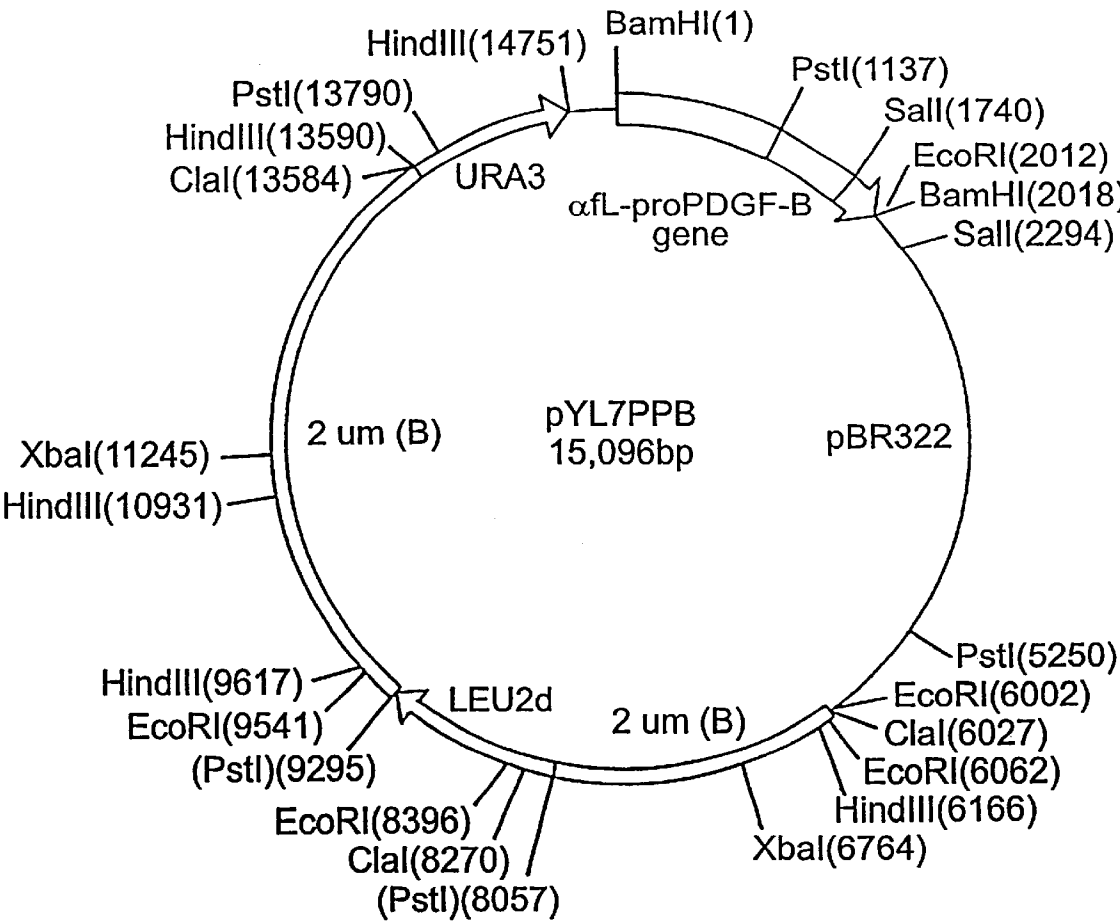 BamHI(1)
HindIII(14751)
PstI(1137)
PstI(13790)
SalI(1740)
HindIII(13590)
EcoRI(2012)
ClaI(13584)
URA3
BamHI(2018)
αfL-proPDGF-B
gene
SalI(2294)
pYL7PPB
15,096bp
2 um (B)
pBR322
XbaI(11245)
HindIII(10931)
PstI(5250)
HindIII(9617)
LEU2d
EcoRI(6002)
EcoRI(9541)
2 um (B)
ClaI(6027)
(PstI)(9295)
EcoRI(6062)
EcoRI(8396)
HindIII(6166)
ClaI(8270)
XbaI(6764)
(PstI)(8057)